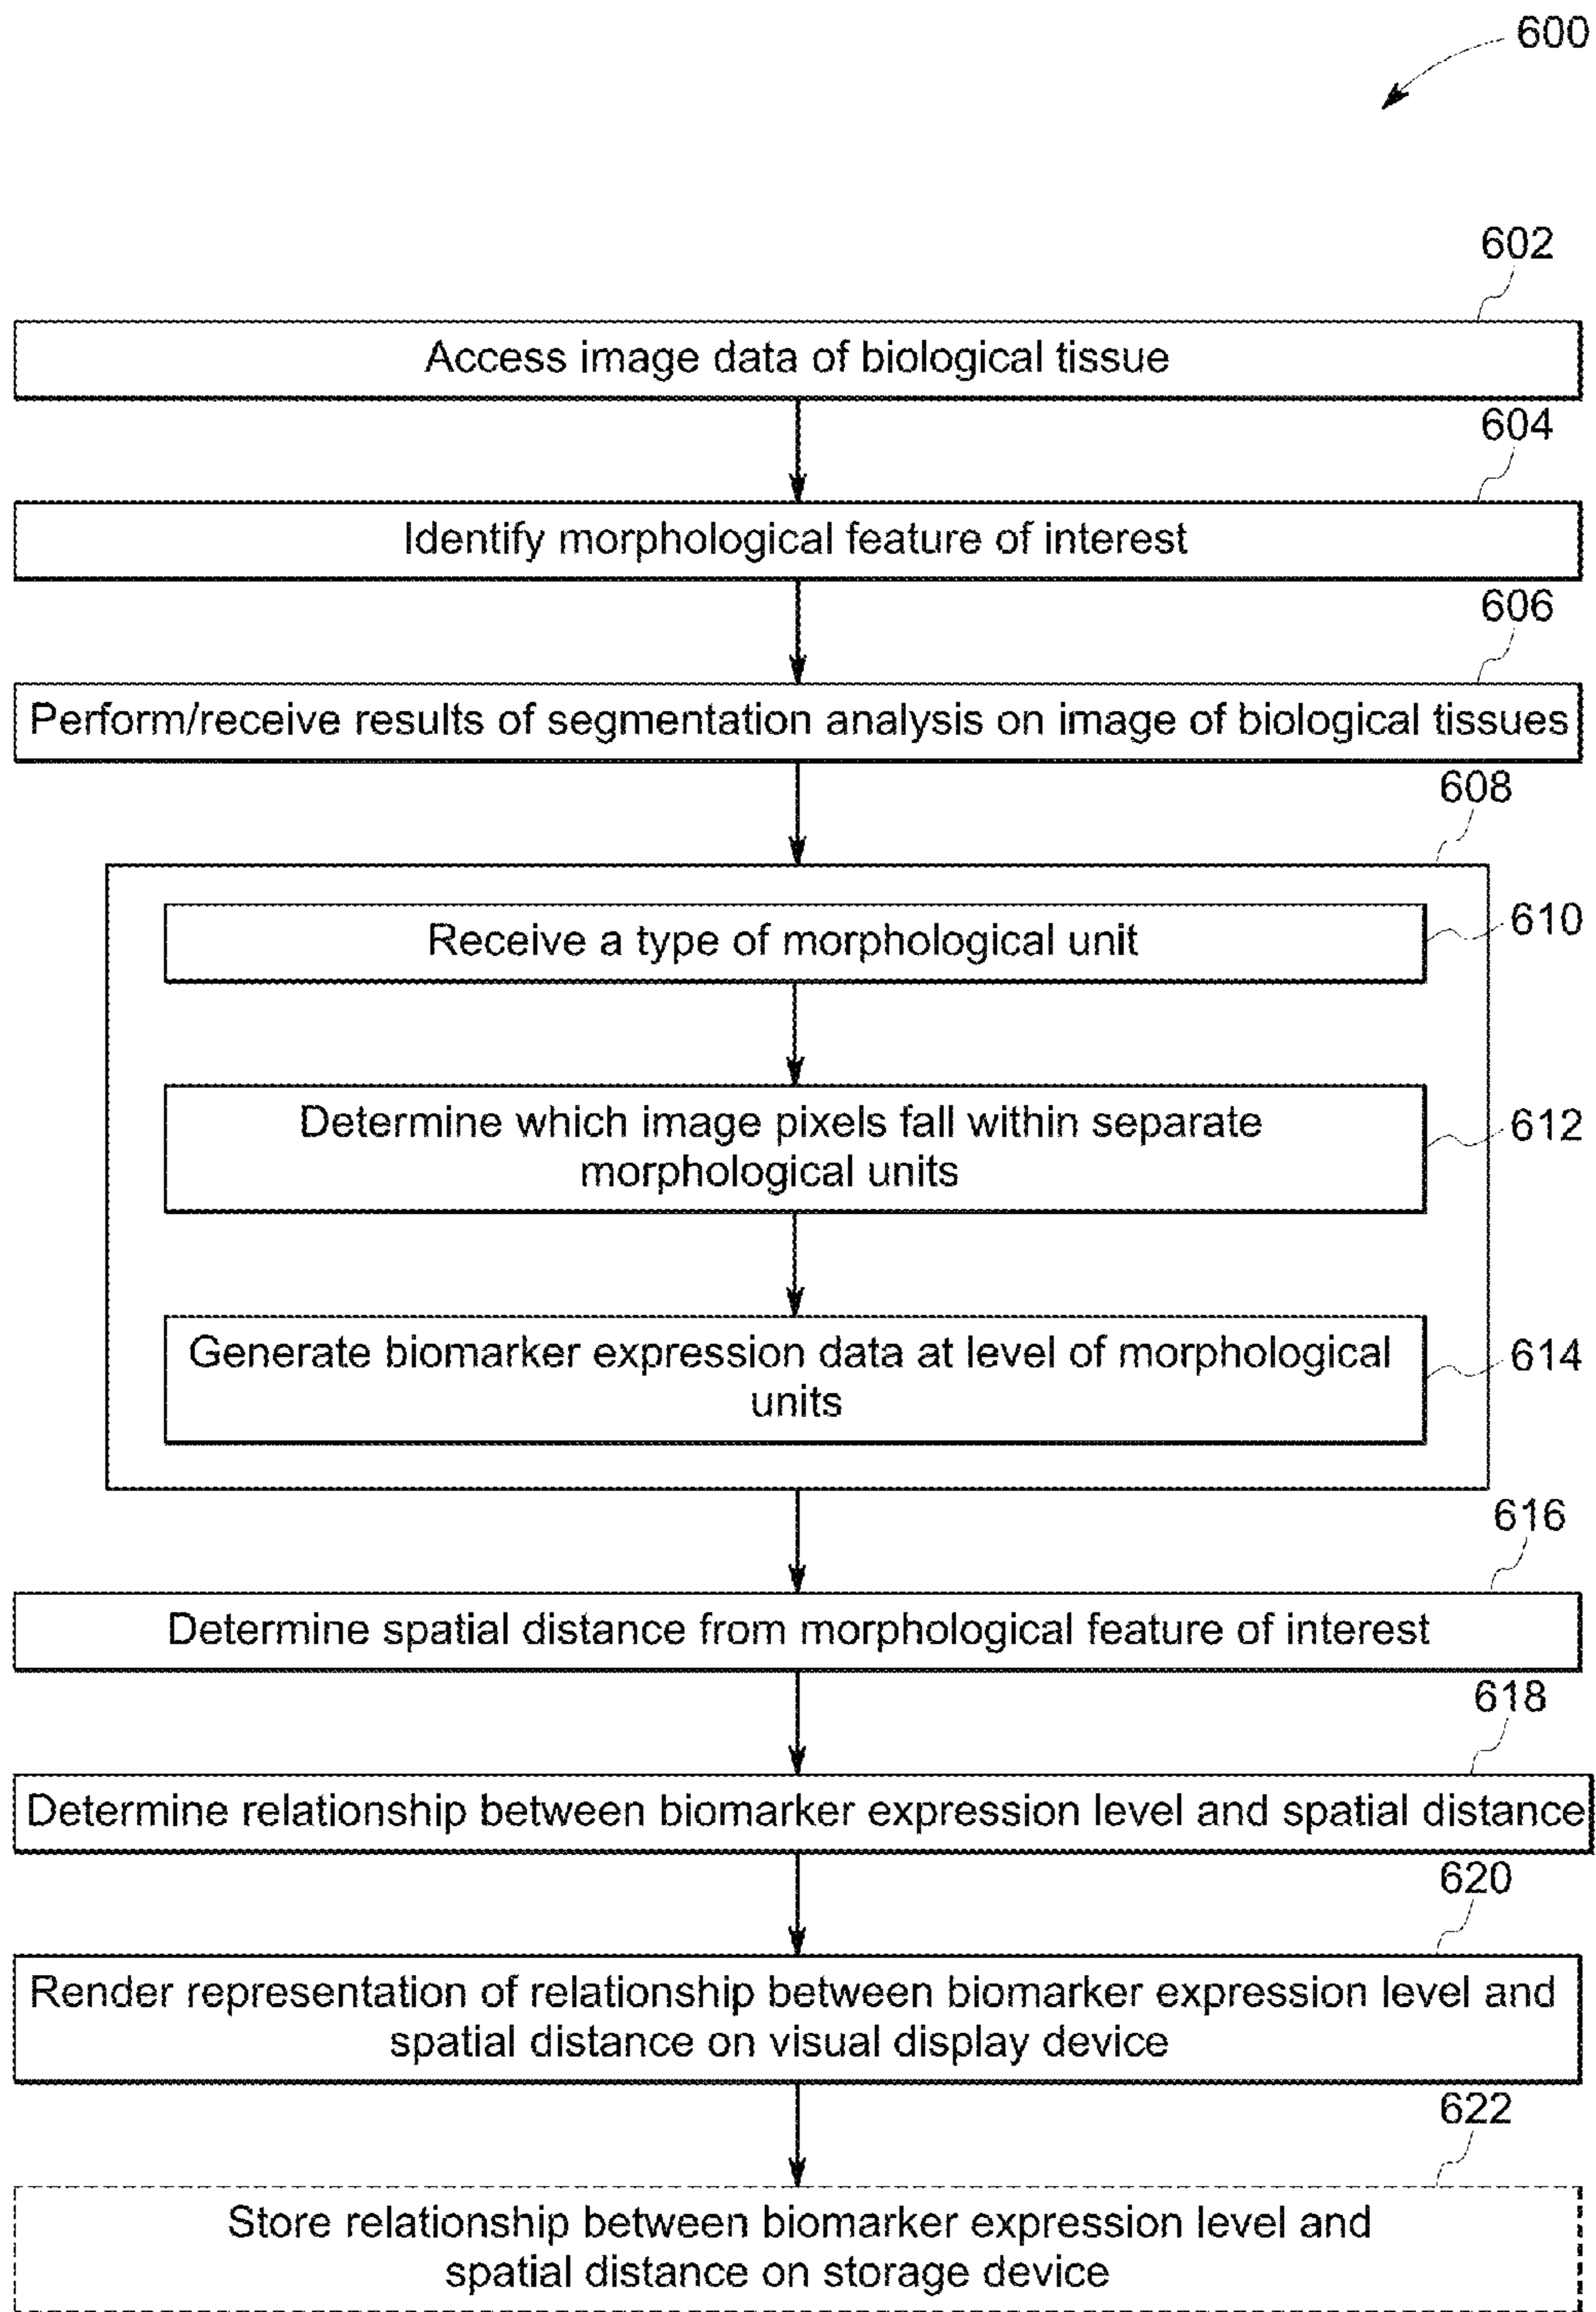 600
602
Access image data of biological tissue
604
Identify morphological feature of interest
606
Perform/receive results of segmentation analysis on image of biological tissues
608
Receive a type of morphological unit
610
Determine which image pixels fall within separate
morphological units
612
Generate biomarker expression data at level of morphological
units
614
616
Determine spatial distance from morphological feature of interest
618
Determine relationship between biomarker expression level and spatial distance
620
Render representation of relationship between biomarker expression level and
spatial distance on visual display device
622
Store relationship between biomarker expression level and
spatial distance on storage device